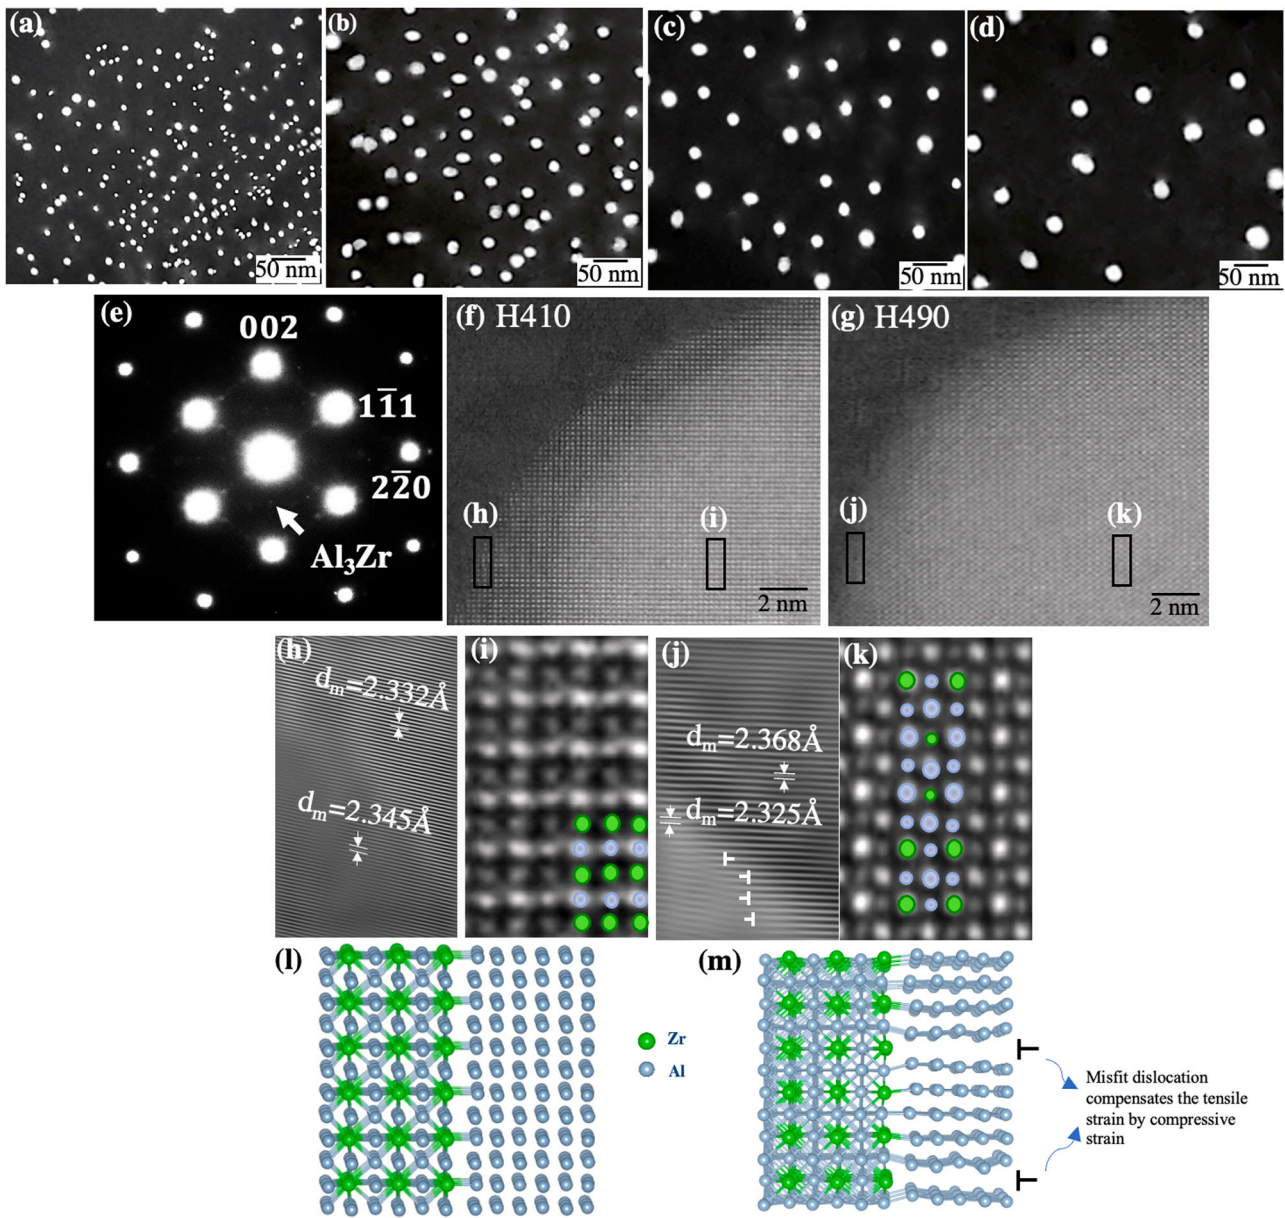 (a)
(b)
(c)
(d)
50 nm
50 nm
50 nm
50 nm
(e)
002
11̅1
22̅0
Al₃Zr
(f) H410
(h)
(i)
2 nm
(g) H490
(j)
(k)
2 nm
(h)
dₘ=2.332Å
dₘ=2.345Å
(i)
(j)
dₘ=2.368Å
dₘ=2.325Å
(k)
(l)
(m)
Zr
Al
Misfit dislocation
compensates the tensile
strain by compressive
strain